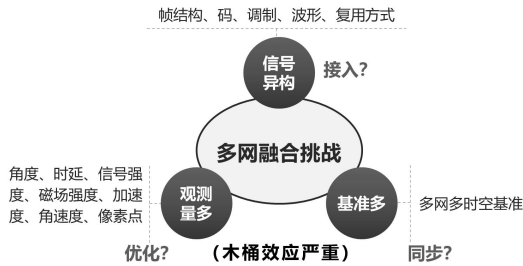 帧结构、码、调制、波形、复用方式
信号
异构
接入?
多网融合挑战
角度、时延、信号强
度、磁场强度、加速
度、角速度、像素点
观测
量多
基准多
多网多时空基准
优化?
(木桶效应严重)
同步?